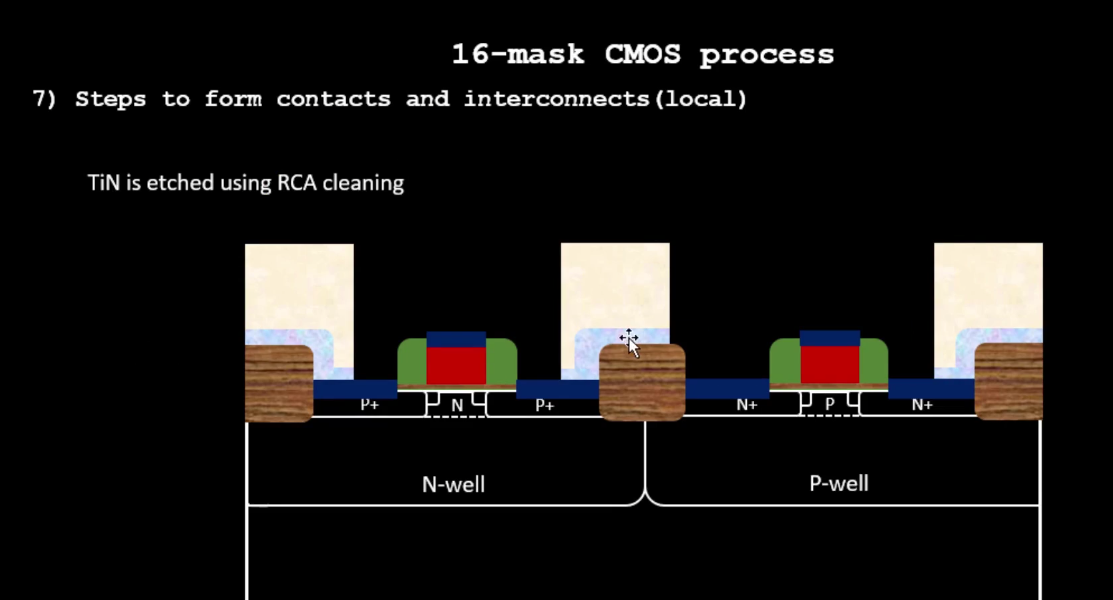 16-mask CMOS process
7) Steps to form contacts and interconnects(local)
TiN is etched using RCA cleaning
P+ N P+ N+ P N+
N-well P-well